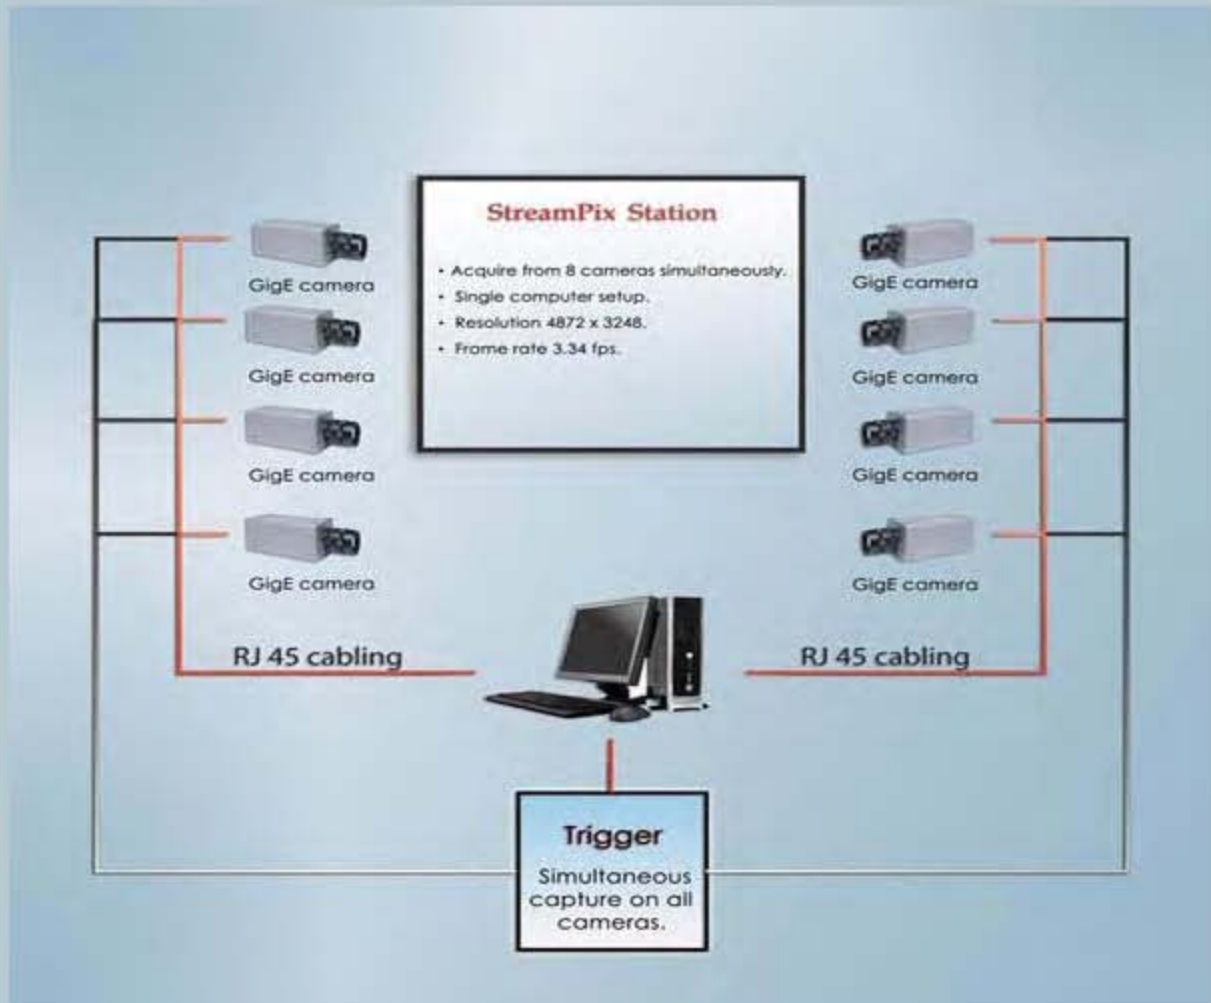 StreamPix Station
• Acquire from 8 cameras simultaneously.
• Single computer setup.
• Resolution 4872 x 3248.
• Frame rate 3.34 fps.
GigE camera
GigE camera
GigE camera
GigE camera
GigE camera
GigE camera
GigE camera
GigE camera
RJ 45 cabling
RJ 45 cabling
Trigger
Simultaneous
capture on all
cameras.